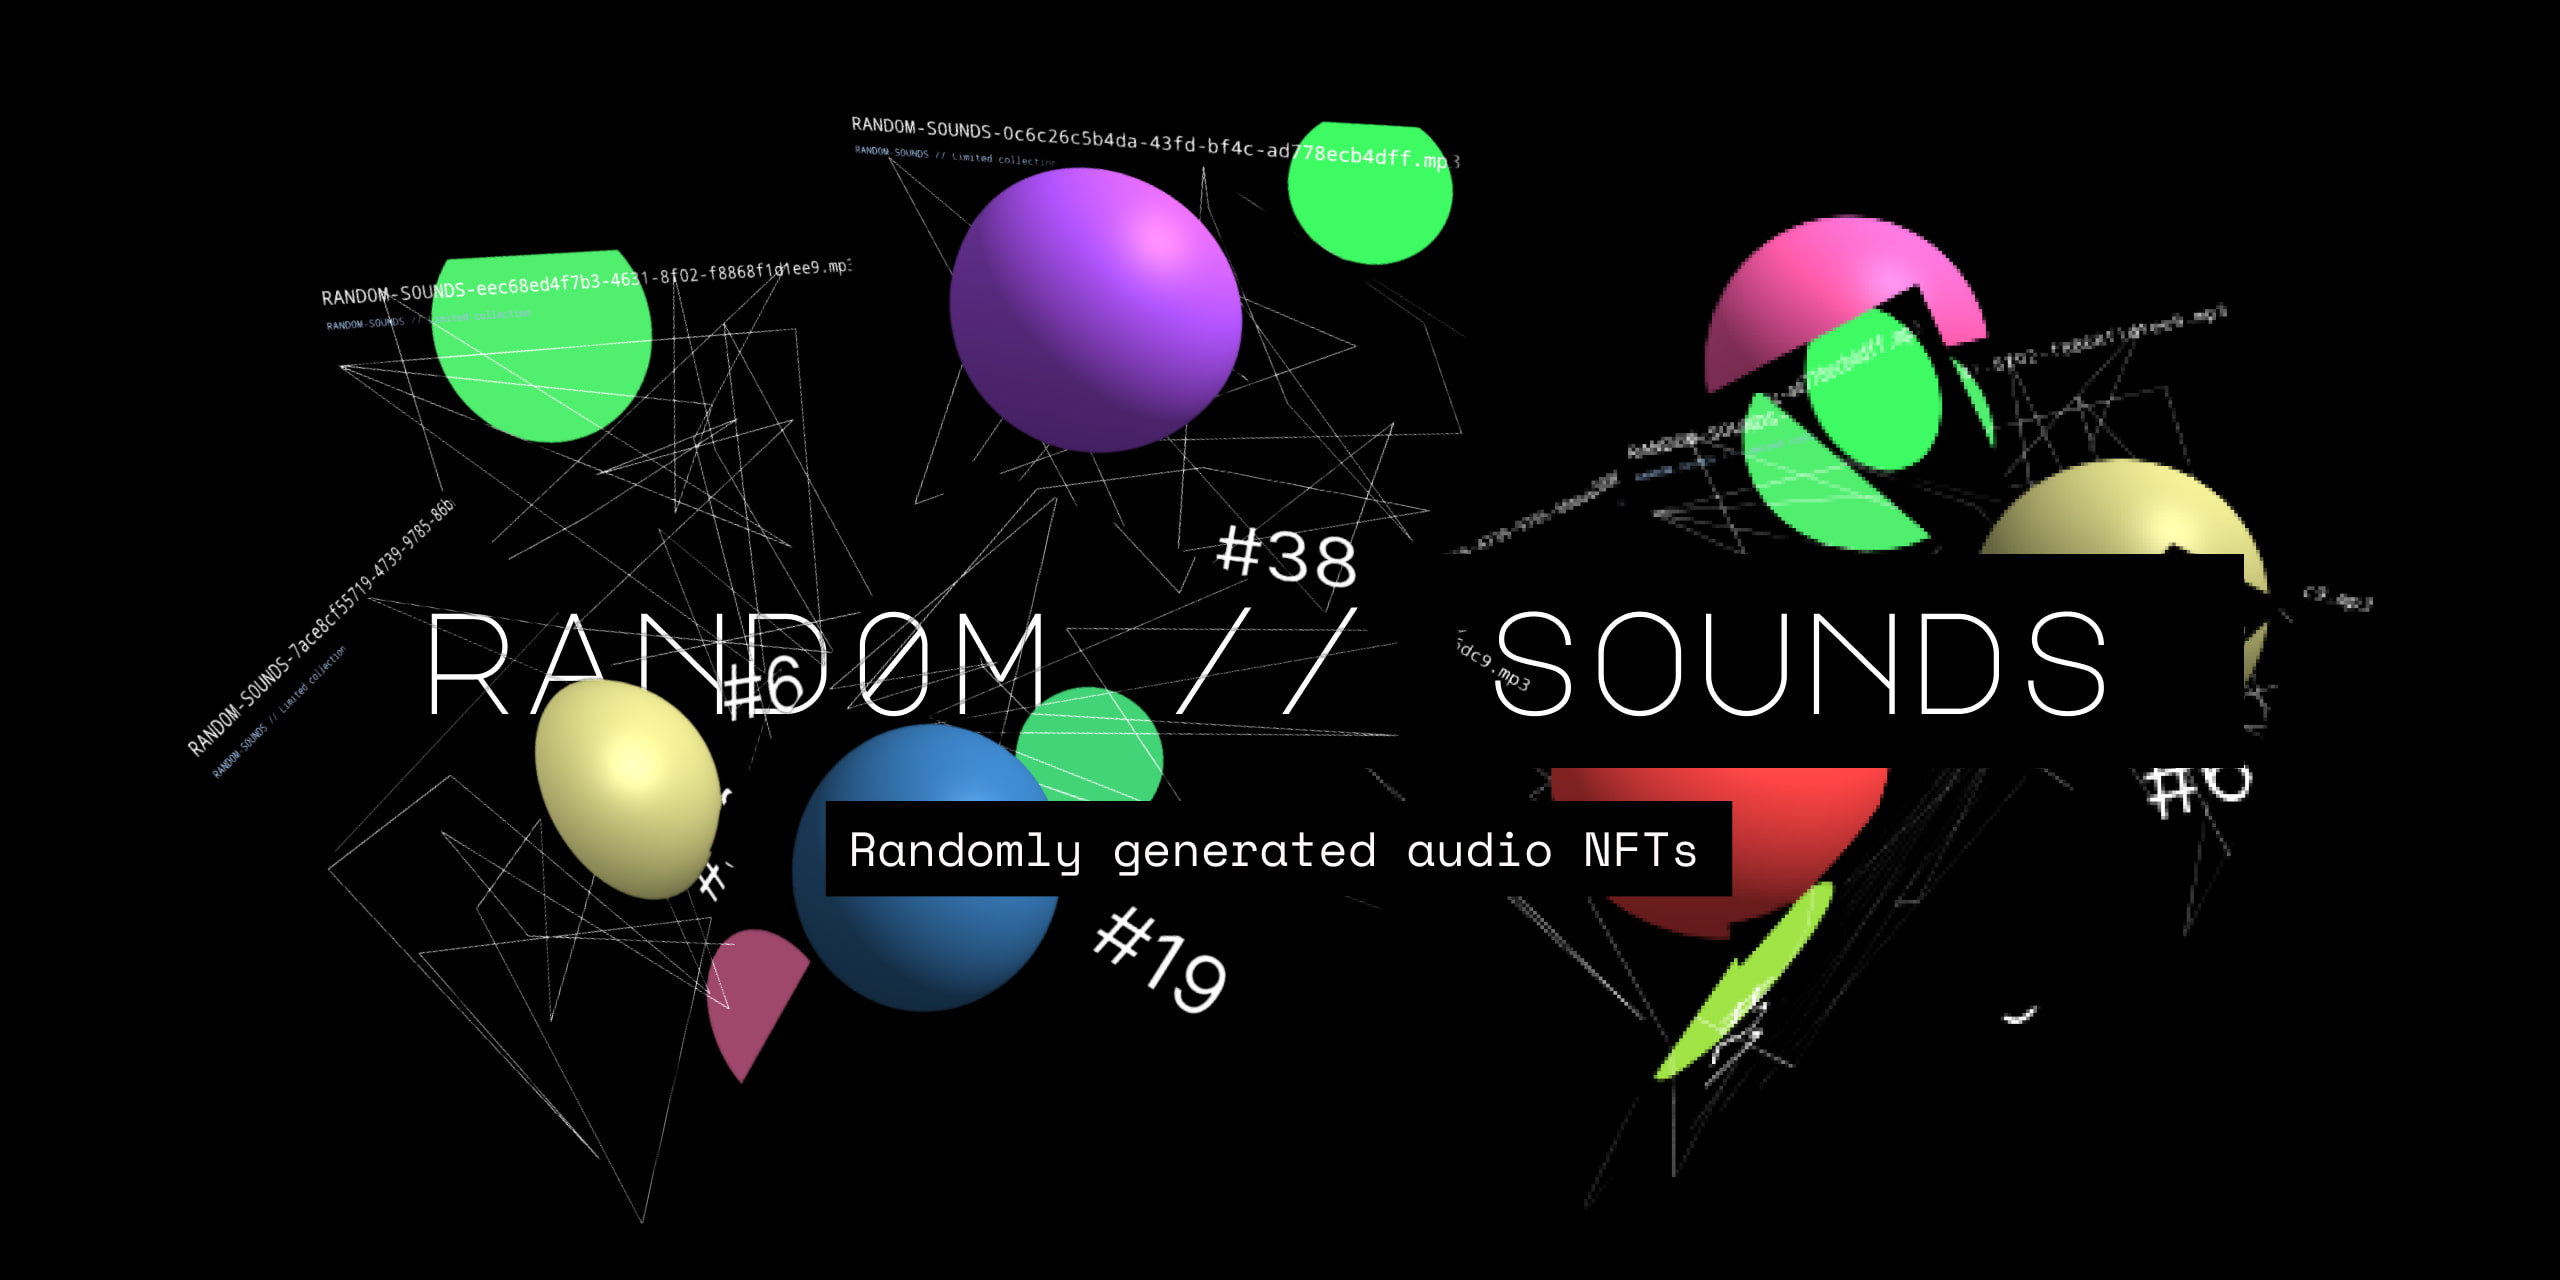 RANDOM-SOUNDS-0c6c26c5b4da-43fd-bf4c-ad778ecb4dff.mp3
RANDOM-SOUNDS // Limited collection
RANDOM-SOUNDS-eec68ed4f7b3-4631-8f02-f8868f1d1ee9.mp3
RANDOM-SOUNDS // Limited collection
RANDOM-SOUNDS-7ace8cf55719-4739-9785-86b
RANDOM-SOUNDS // Limited collection
#38
RAND0M // SOUNDS
#6
dc9.mp3
Randomly generated audio NFTs
#19